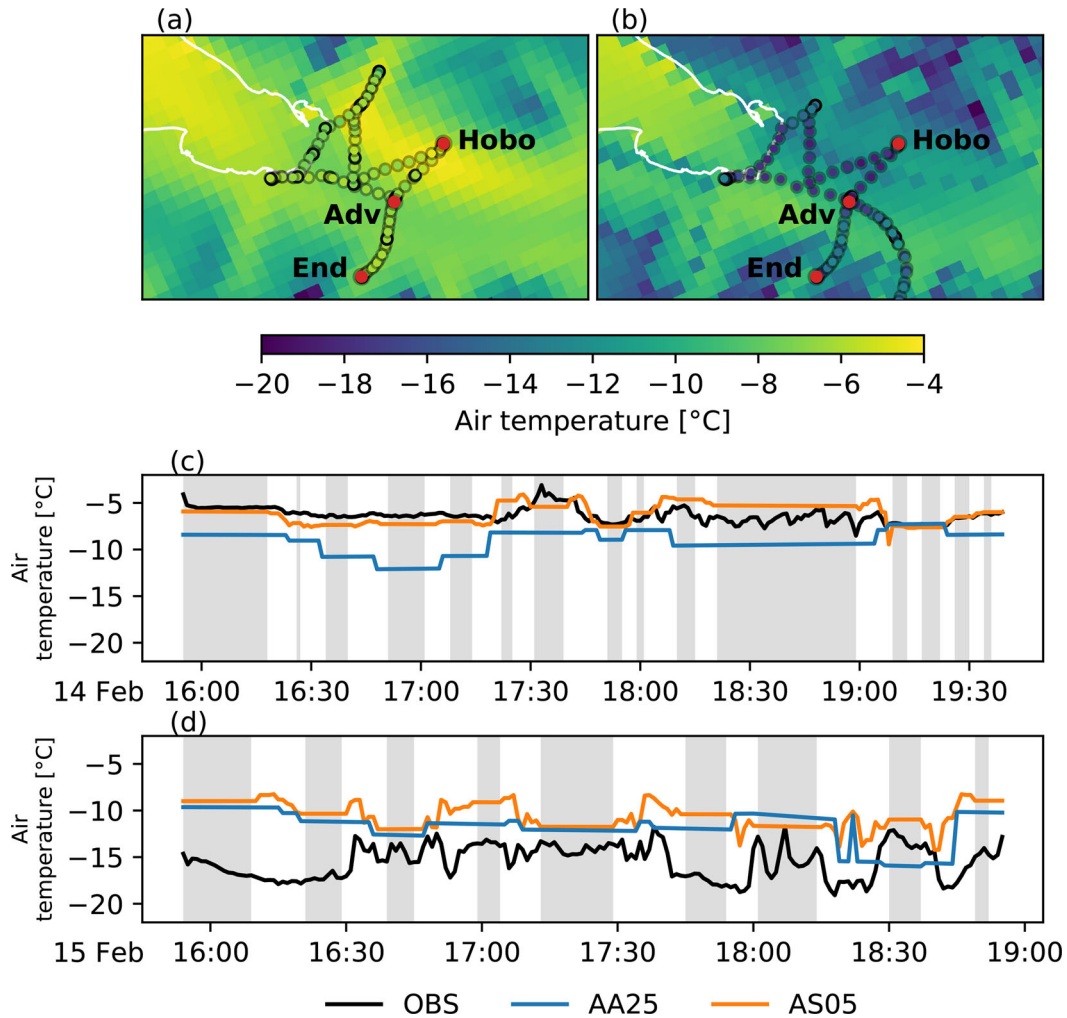 (a)
(b)
Hobo
Hobo
Adv
Adv
End
End
−20 −18 −16 −14 −12 −10 −8 −6 −4
Air temperature [°C]
(c)
Air
temperature [°C]
−5
−10
−15
−20
14 Feb 16:00 16:30 17:00 17:30 18:00 18:30 19:00 19:30
(d)
Air
temperature [°C]
−5
−10
−15
−20
15 Feb 16:00 16:30 17:00 17:30 18:00 18:30 19:00
OBS AA25 AS05